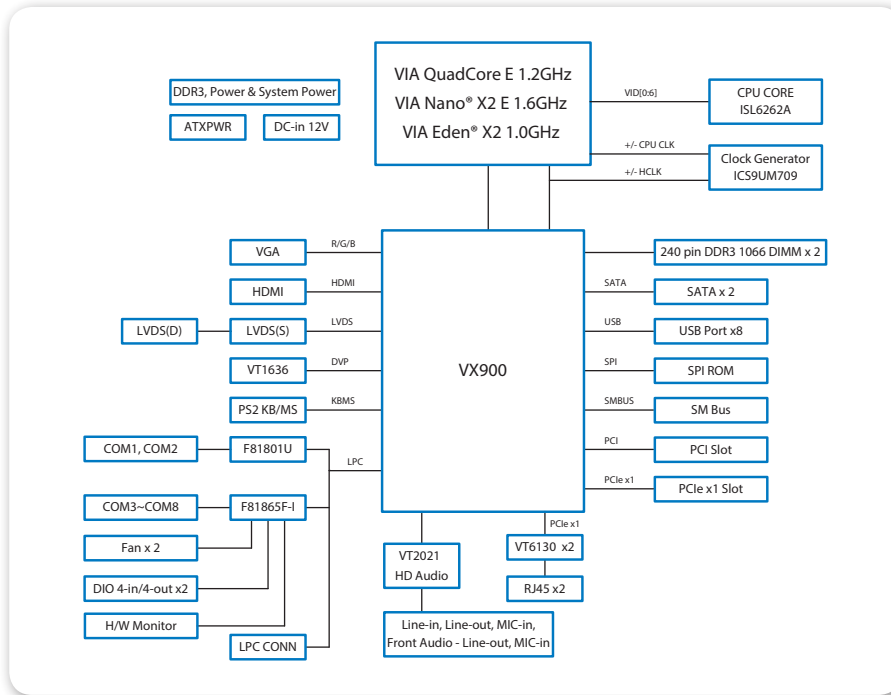 VIA QuadCore E 1.2GHz
VIA Nano® X2 E 1.6GHz
VIA Eden® X2 1.0GHz
DDR3, Power & System Power
ATXPWR
DC-in 12V
VID[0:6]
CPU CORE
ISL6262A
+/- CPU CLK
+/- HCLK
Clock Generator
ICS9UM709
VGA
R/G/B
HDMI
HDMI
LVDS(D)
LVDS(S)
LVDS
VT1636
DVP
PS2 KB/MS
KBMS
COM1, COM2
F81801U
LPC
COM3~COM8
F81865F-I
Fan x 2
DIO 4-in/4-out x2
H/W Monitor
LPC CONN
VX900
240 pin DDR3 1066 DIMM x 2
SATA
SATA x 2
USB
USB Port x8
SPI
SPI ROM
SMBUS
SM Bus
PCI
PCI Slot
PCIe x1
PCIe x1 Slot
PCIe x1
VT2021
HD Audio
VT6130 x2
RJ45 x2
Line-in, Line-out, MIC-in,
Front Audio - Line-out, MIC-in